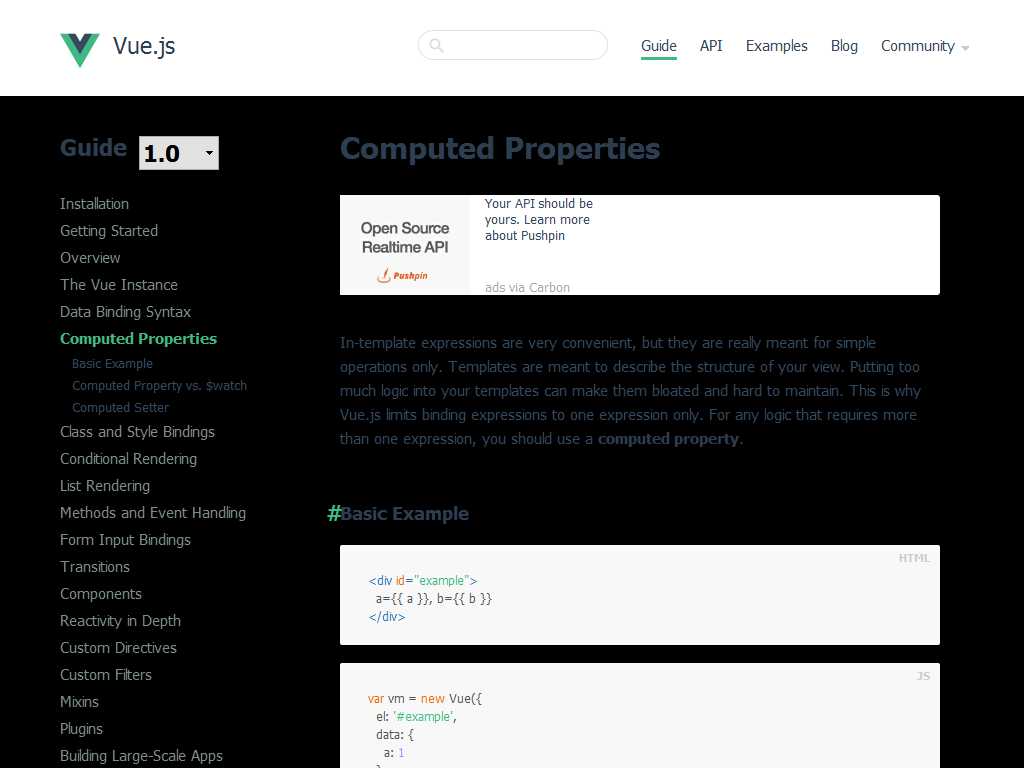 Vue.js
Guide API Examples Blog Community
Guide 1.0
Installation
Getting Started
Overview
The Vue Instance
Data Binding Syntax
Computed Properties
Basic Example
Computed Property vs. $watch
Computed Setter
Class and Style Bindings
Conditional Rendering
List Rendering
Methods and Event Handling
Form Input Bindings
Transitions
Components
Reactivity in Depth
Custom Directives
Custom Filters
Mixins
Plugins
Building Large-Scale Apps
Computed Properties
Open Source
Realtime API
Pushpin
Your API should be
yours. Learn more
about Pushpin
ads via Carbon
In-template expressions are very convenient, but they are really meant for simple
operations only. Templates are meant to describe the structure of your view. Putting too
much logic into your templates can make them bloated and hard to maintain. This is why
Vue.js limits binding expressions to one expression only. For any logic that requires more
than one expression, you should use a computed property.
#Basic Example
HTML
<div id="example">
  a={{ a }}, b={{ b }}
</div>
JS
var vm = new Vue({
  el: '#example',
  data: {
    a: 1